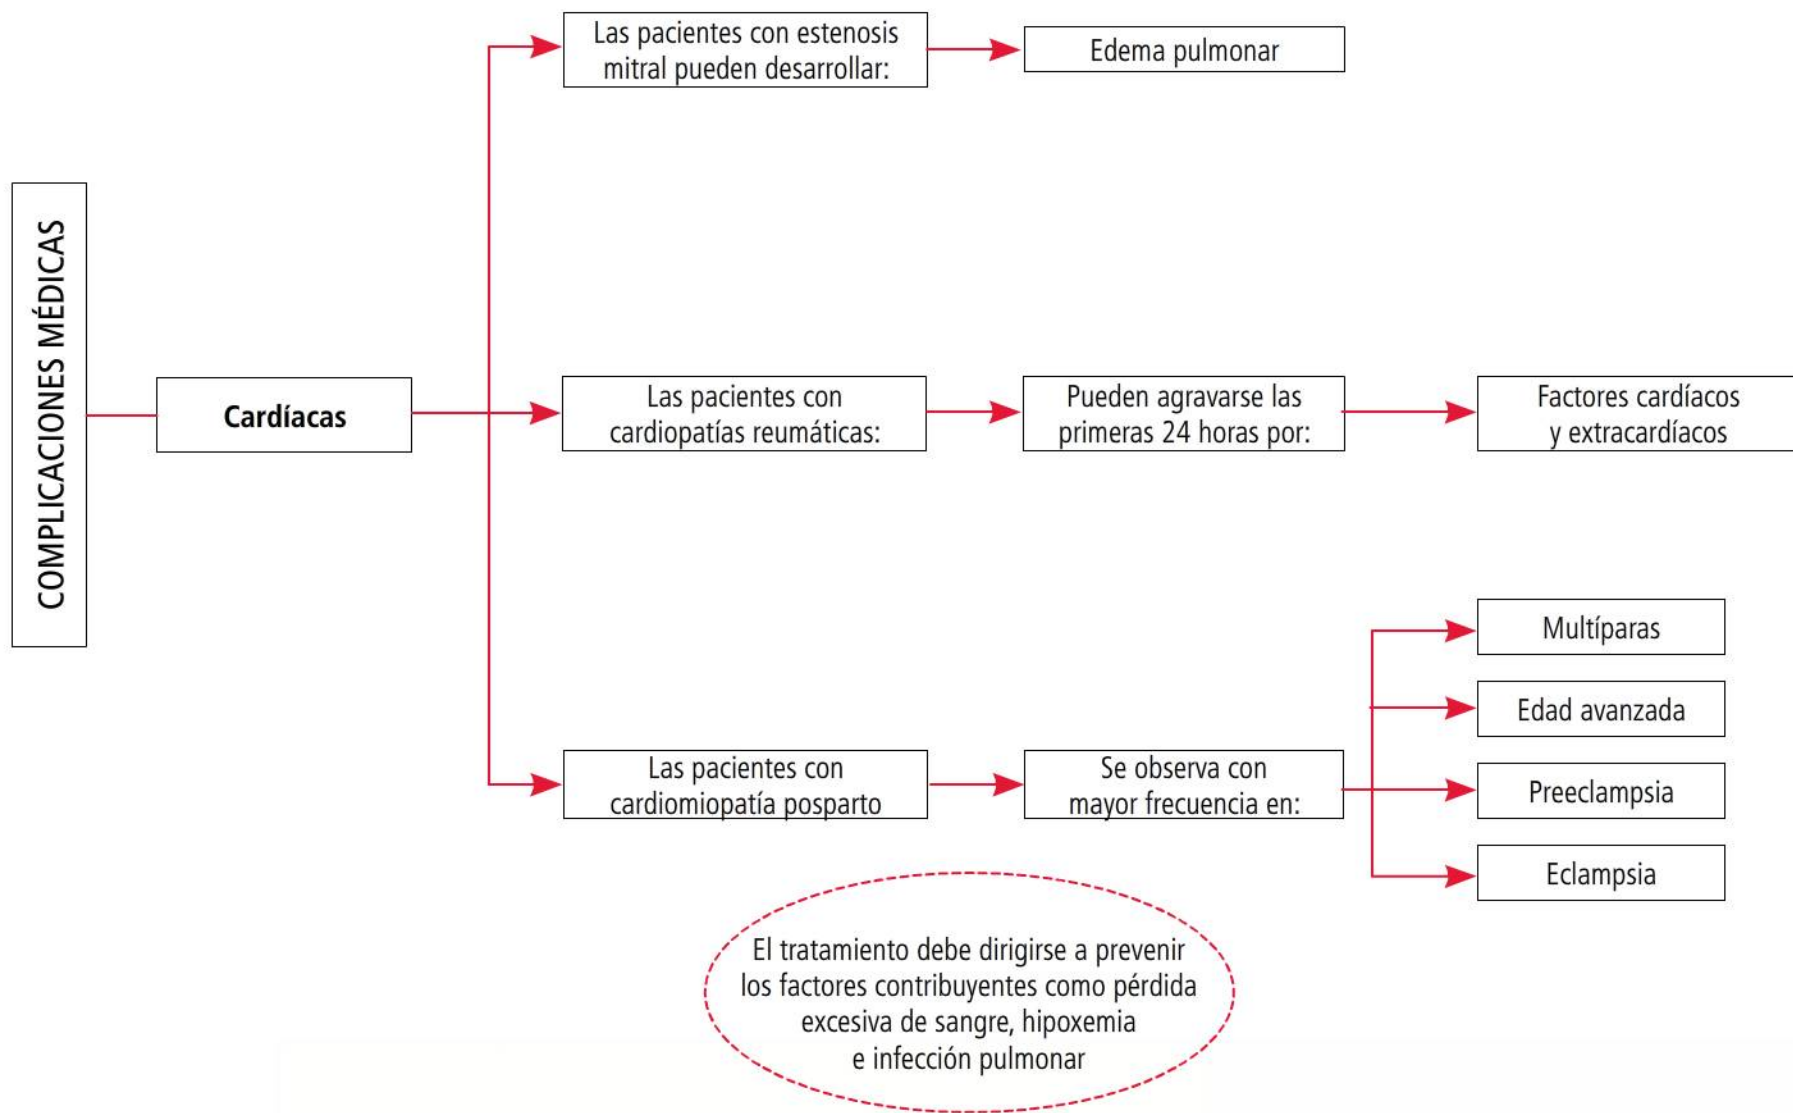 COMPLICACIONES MÉDICAS
Cardíacas
Las pacientes con estenosis
mitral pueden desarrollar:
Edema pulmonar
Las pacientes con
cardiopatías reumáticas:
Pueden agravarse las
primeras 24 horas por:
Factores cardíacos
y extracardíacos
Las pacientes con
cardiomiopatía posparto
Se observa con
mayor frecuencia en:
Multíparas
Edad avanzada
Preeclampsia
Eclampsia
El tratamiento debe dirigirse a prevenir
los factores contribuyentes como pérdida
excesiva de sangre, hipoxemia
e infección pulmonar